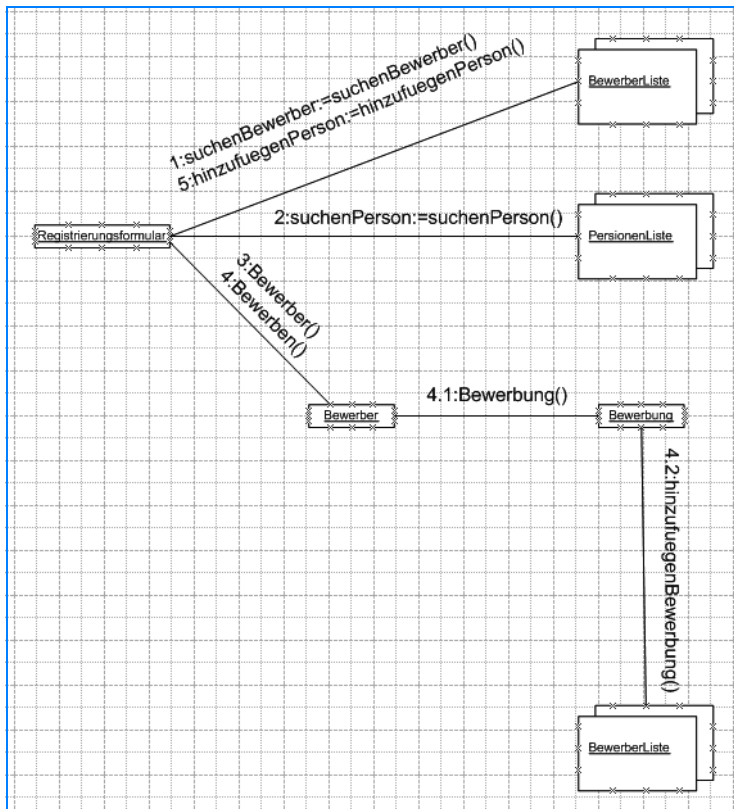 1:suchenBewerber:=suchenBewerber()
5:hinzufuegenPerson:=hinzufuegenPerson()
BewerberListe
2:suchenPerson:=suchenPerson()
Registrierungsformular
PersionenListe
3:Bewerber()
4:Bewerben()
Bewerber
4.1:Bewerbung()
Bewerbung
4.2:hinzufuegenBewerbung()
BewerberListe